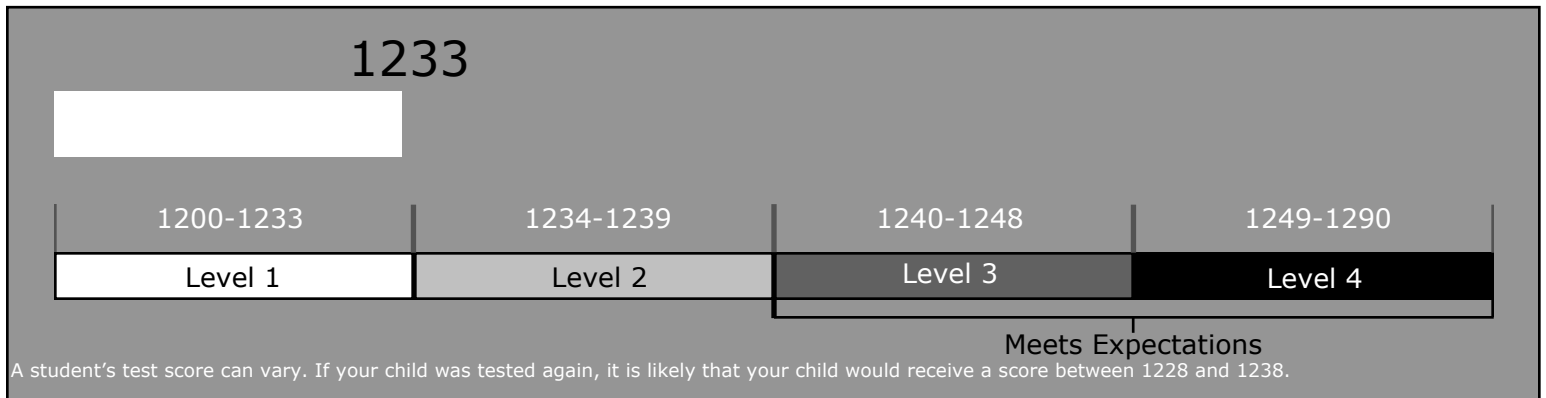 1233
1200-1233 1234-1239 1240-1248 1249-1290
Level 1 Level 2 Level 3 Level 4
Meets Expectations
A student’s test score can vary. If your child was tested again, it is likely that your child would receive a score between 1228 and 1238.